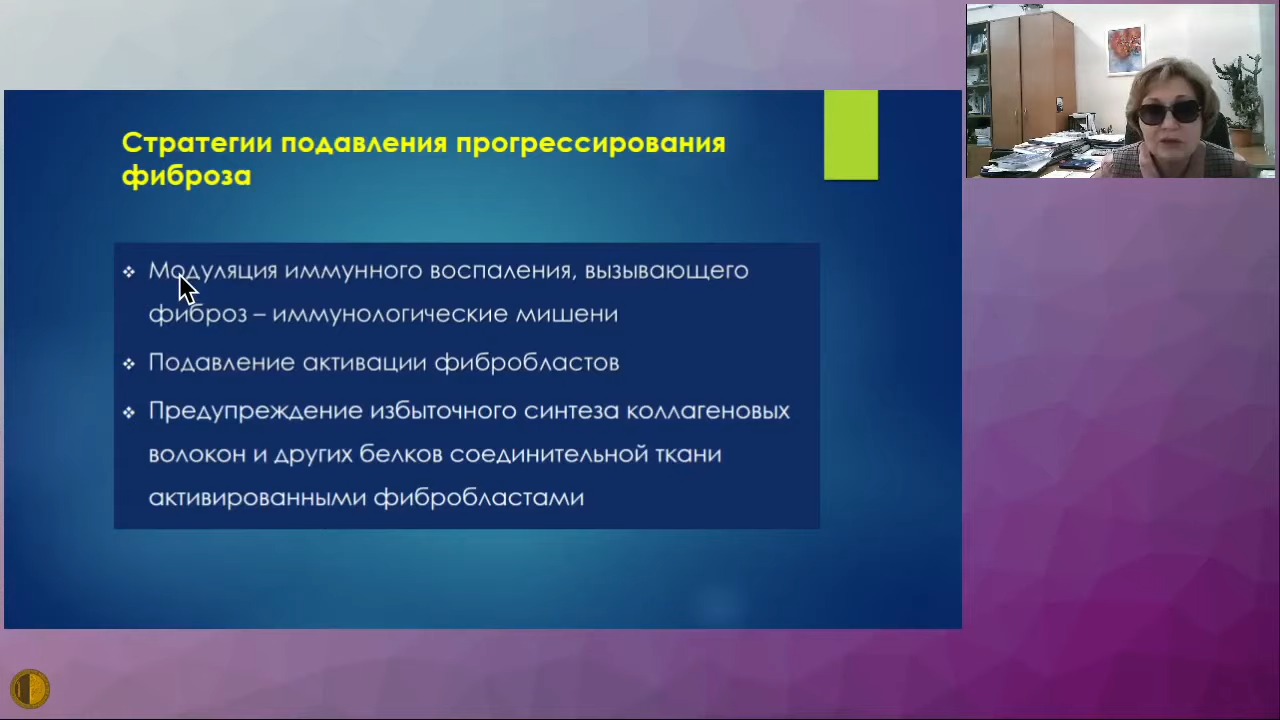 Стратегии подавления прогрессирования
фиброза
❖ Модуляция иммунного воспаления, вызывающего
фиброз – иммунологические мишени
❖ Подавление активации фибробластов
❖ Предупреждение избыточного синтеза коллагеновых
волокон и других белков соединительной ткани
активированными фибробластами